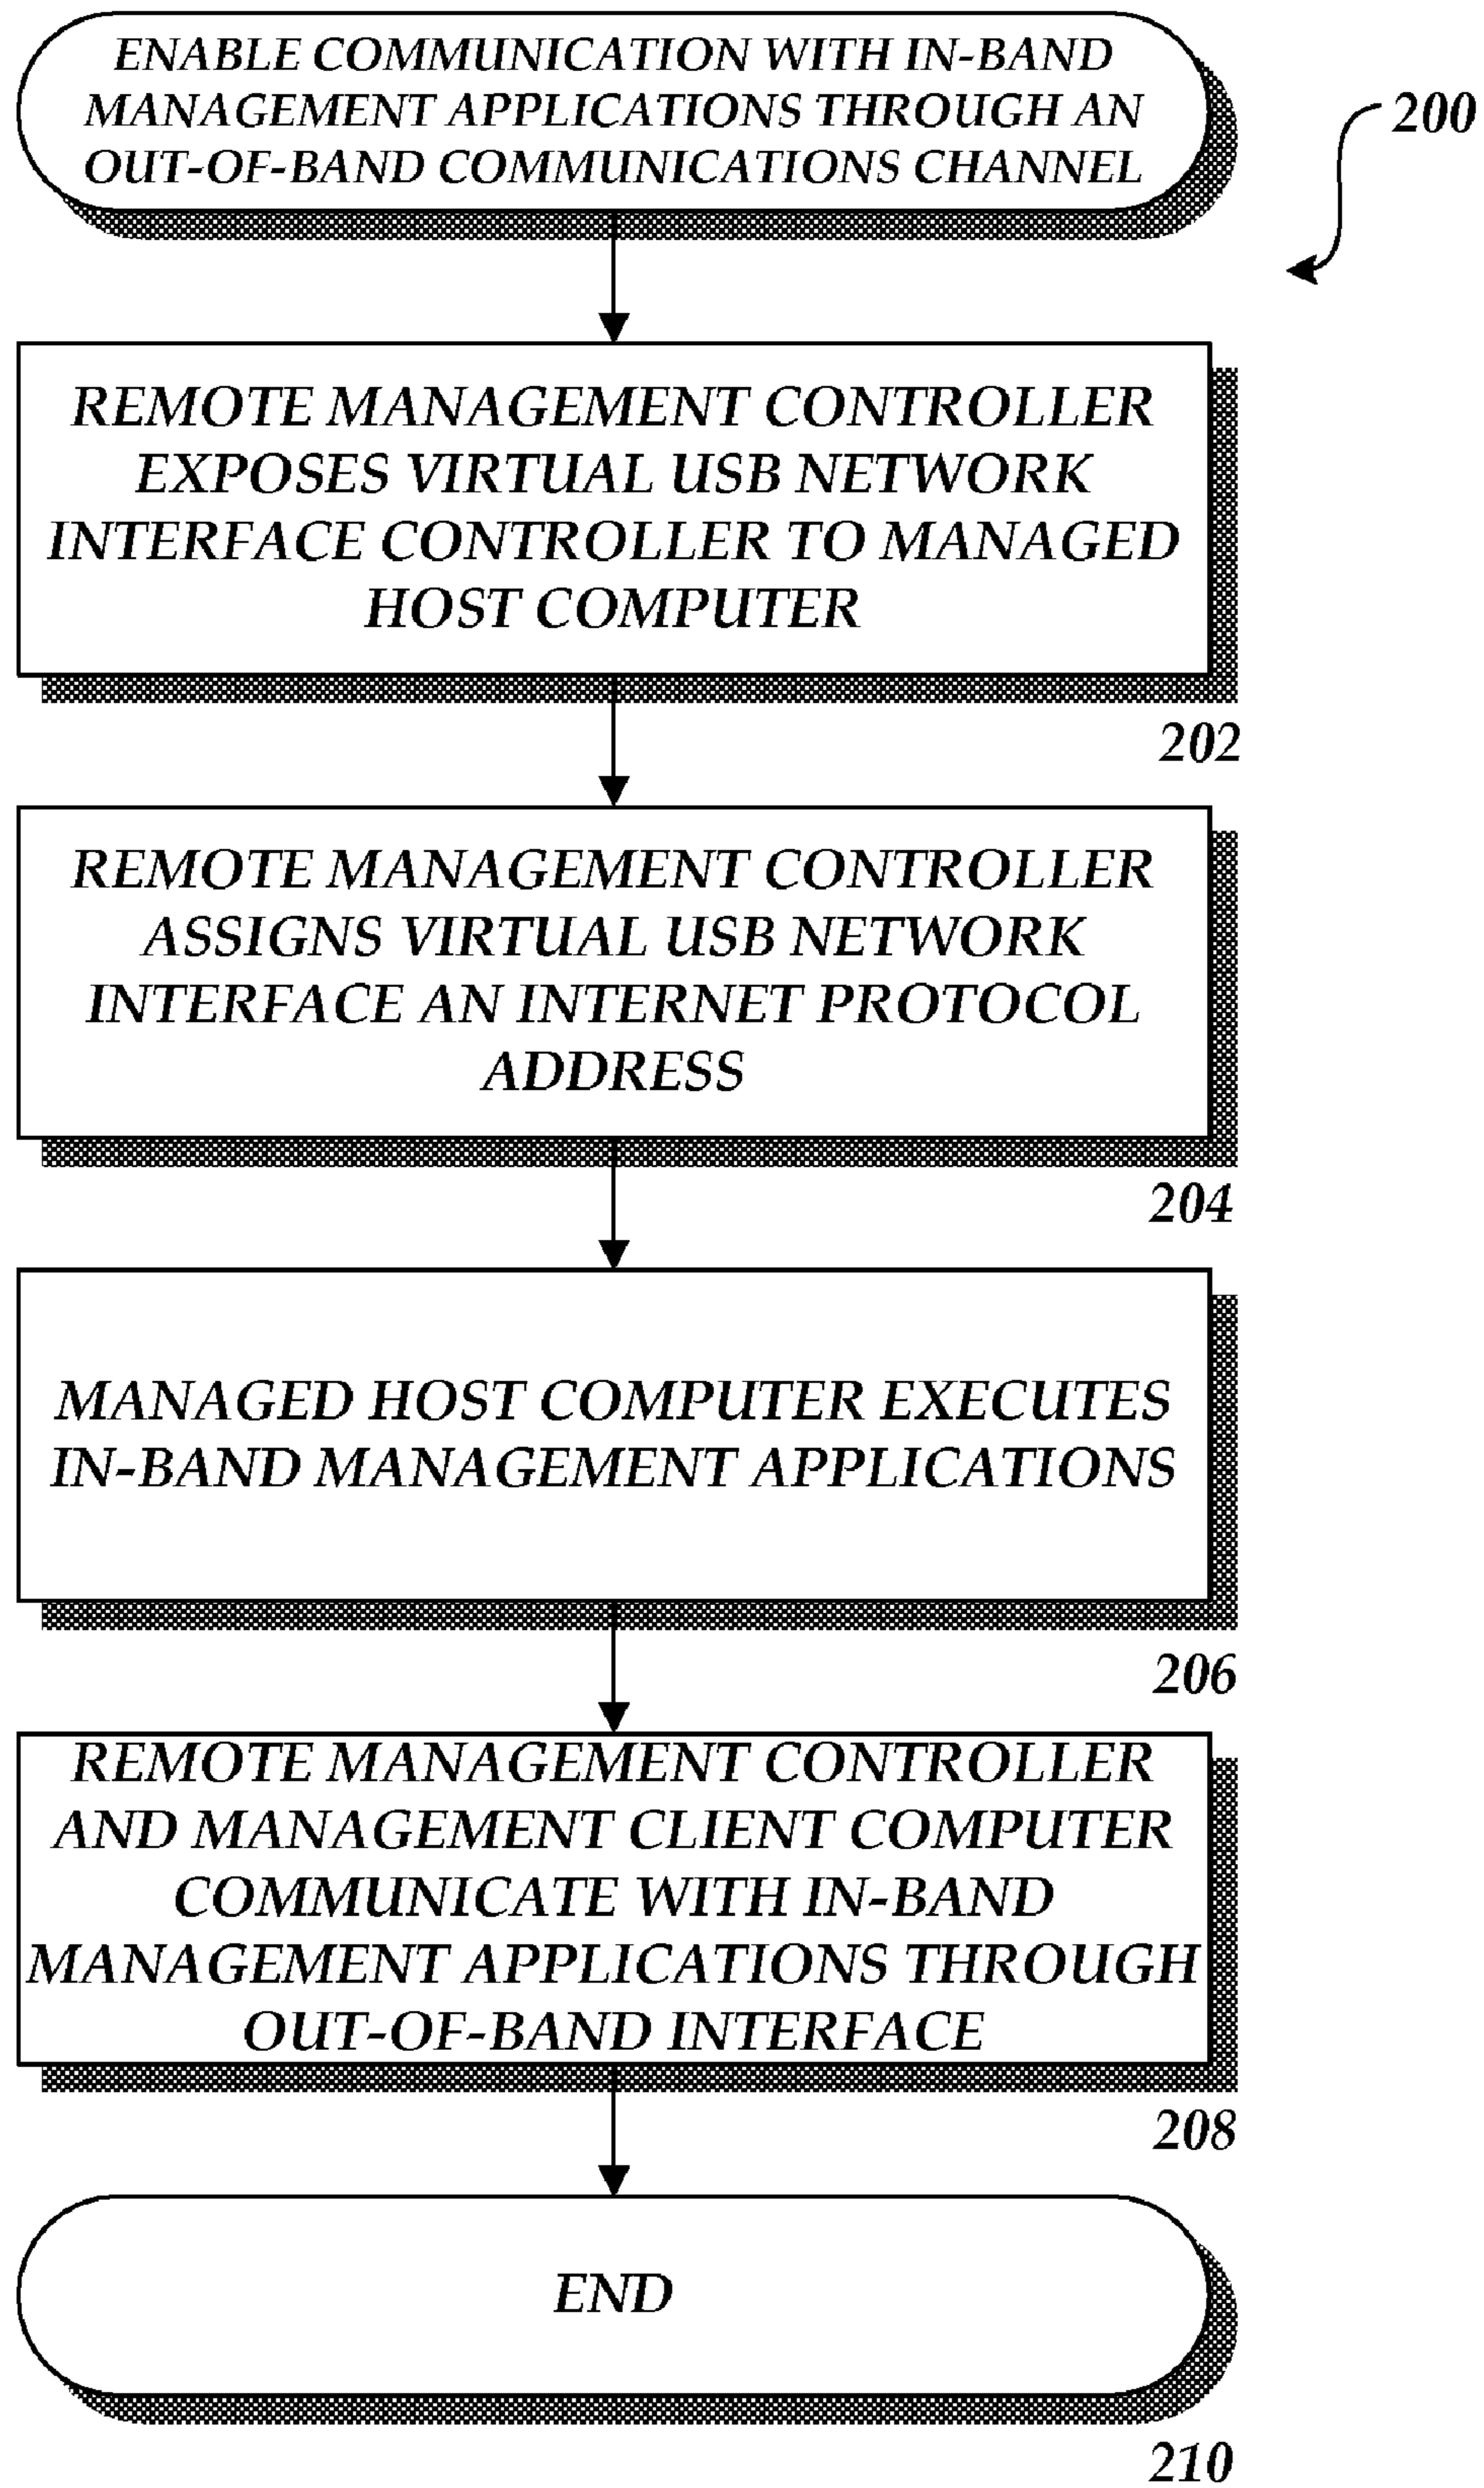 ENABLE COMMUNICATION WITH IN-BAND
MANAGEMENT APPLICATIONS THROUGH AN
OUT-OF-BAND COMMUNICATIONS CHANNEL
200
REMOTE MANAGEMENT CONTROLLER
EXPOSES VIRTUAL USB NETWORK
INTERFACE CONTROLLER TO MANAGED
HOST COMPUTER
202
REMOTE MANAGEMENT CONTROLLER
ASSIGNS VIRTUAL USB NETWORK
INTERFACE AN INTERNET PROTOCOL
ADDRESS
204
MANAGED HOST COMPUTER EXECUTES
IN-BAND MANAGEMENT APPLICATIONS
206
REMOTE MANAGEMENT CONTROLLER
AND MANAGEMENT CLIENT COMPUTER
COMMUNICATE WITH IN-BAND
MANAGEMENT APPLICATIONS THROUGH
OUT-OF-BAND INTERFACE
208
END
210